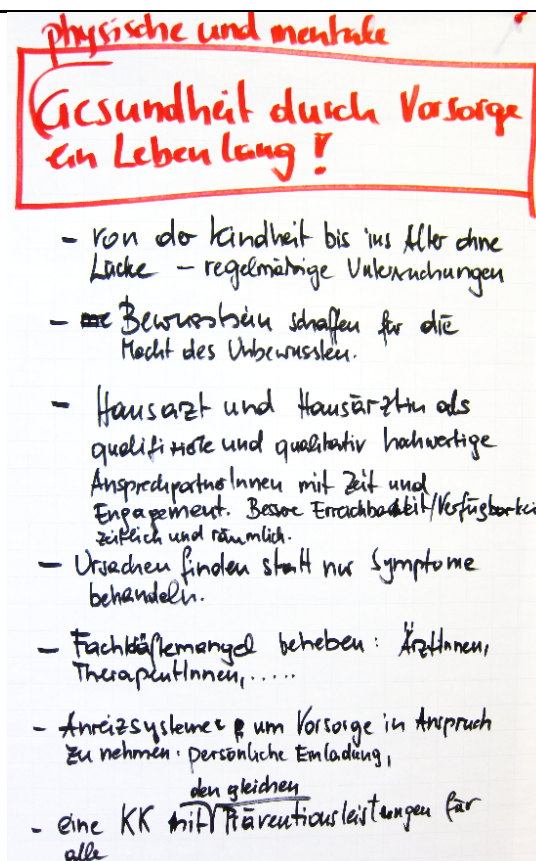 physische und mentale
Gesundheit durch Vorsorge
ein Leben lang !
- von der Kindheit bis ins Alter ohne
Lücke - regelmäßige Untersuchungen
- Bewusstsein schaffen für die
Macht des Unbewussten.
- Hausarzt und Hausärztin als
qualifizierte und qualitativ hochwertige
AnsprechpartnerInnen mit Zeit und
Engagement. Bessere Erreichbarkeit/Verfügbarkei
zeitlich und räumlich.
- Ursachen finden statt nur Symptome
behandeln.
- Fachkräftemangel beheben: ÄrztInnen,
TherapeutInnen, .....
- Anreizsysteme um Vorsorge in Anspruch
zu nehmen: persönliche Einladung,
den gleichen
- eine KK mit Präventionsleistungen für
alle